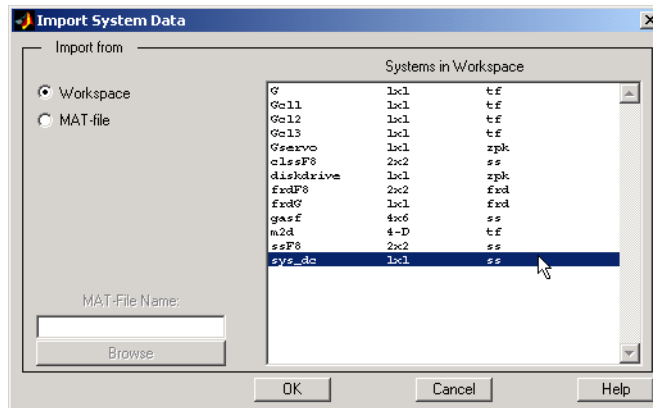 Import System Data
Import from
Systems in Workspace
Workspace
MAT-file
G 1x1 tf
Gcl1 1x1 tf
Gcl2 1x1 tf
Gcl3 1x1 tf
Gservo 1x1 zpk
clssF8 2x2 ss
diskdrive 1x1 zpk
frdF8 2x2 frd
frdG 1x1 frd
gasf 4x6 ss
m2d 4-D tf
ssF8 2x2 ss
sys_dc 1x1 ss
MAT-File Name:
Browse
OK Cancel Help